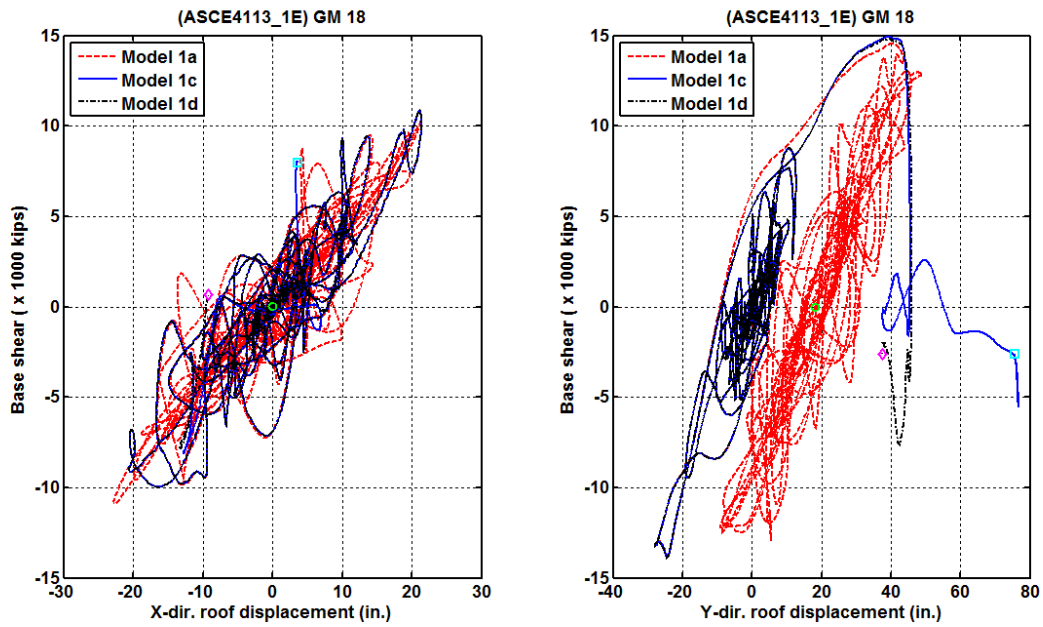 (ASCE4113_1E) GM 18
Model 1a
Model 1c
Model 1d
Base shear ( x 1000 kips)
15
10
5
0
-5
-10
-15
-30
-20
-10
0
10
20
30
X-dir. roof displacement (in.)
(ASCE4113_1E) GM 18
Model 1a
Model 1c
Model 1d
Base shear ( x 1000 kips)
15
10
5
0
-5
-10
-15
-40
-20
0
20
40
60
80
Y-dir. roof displacement (in.)